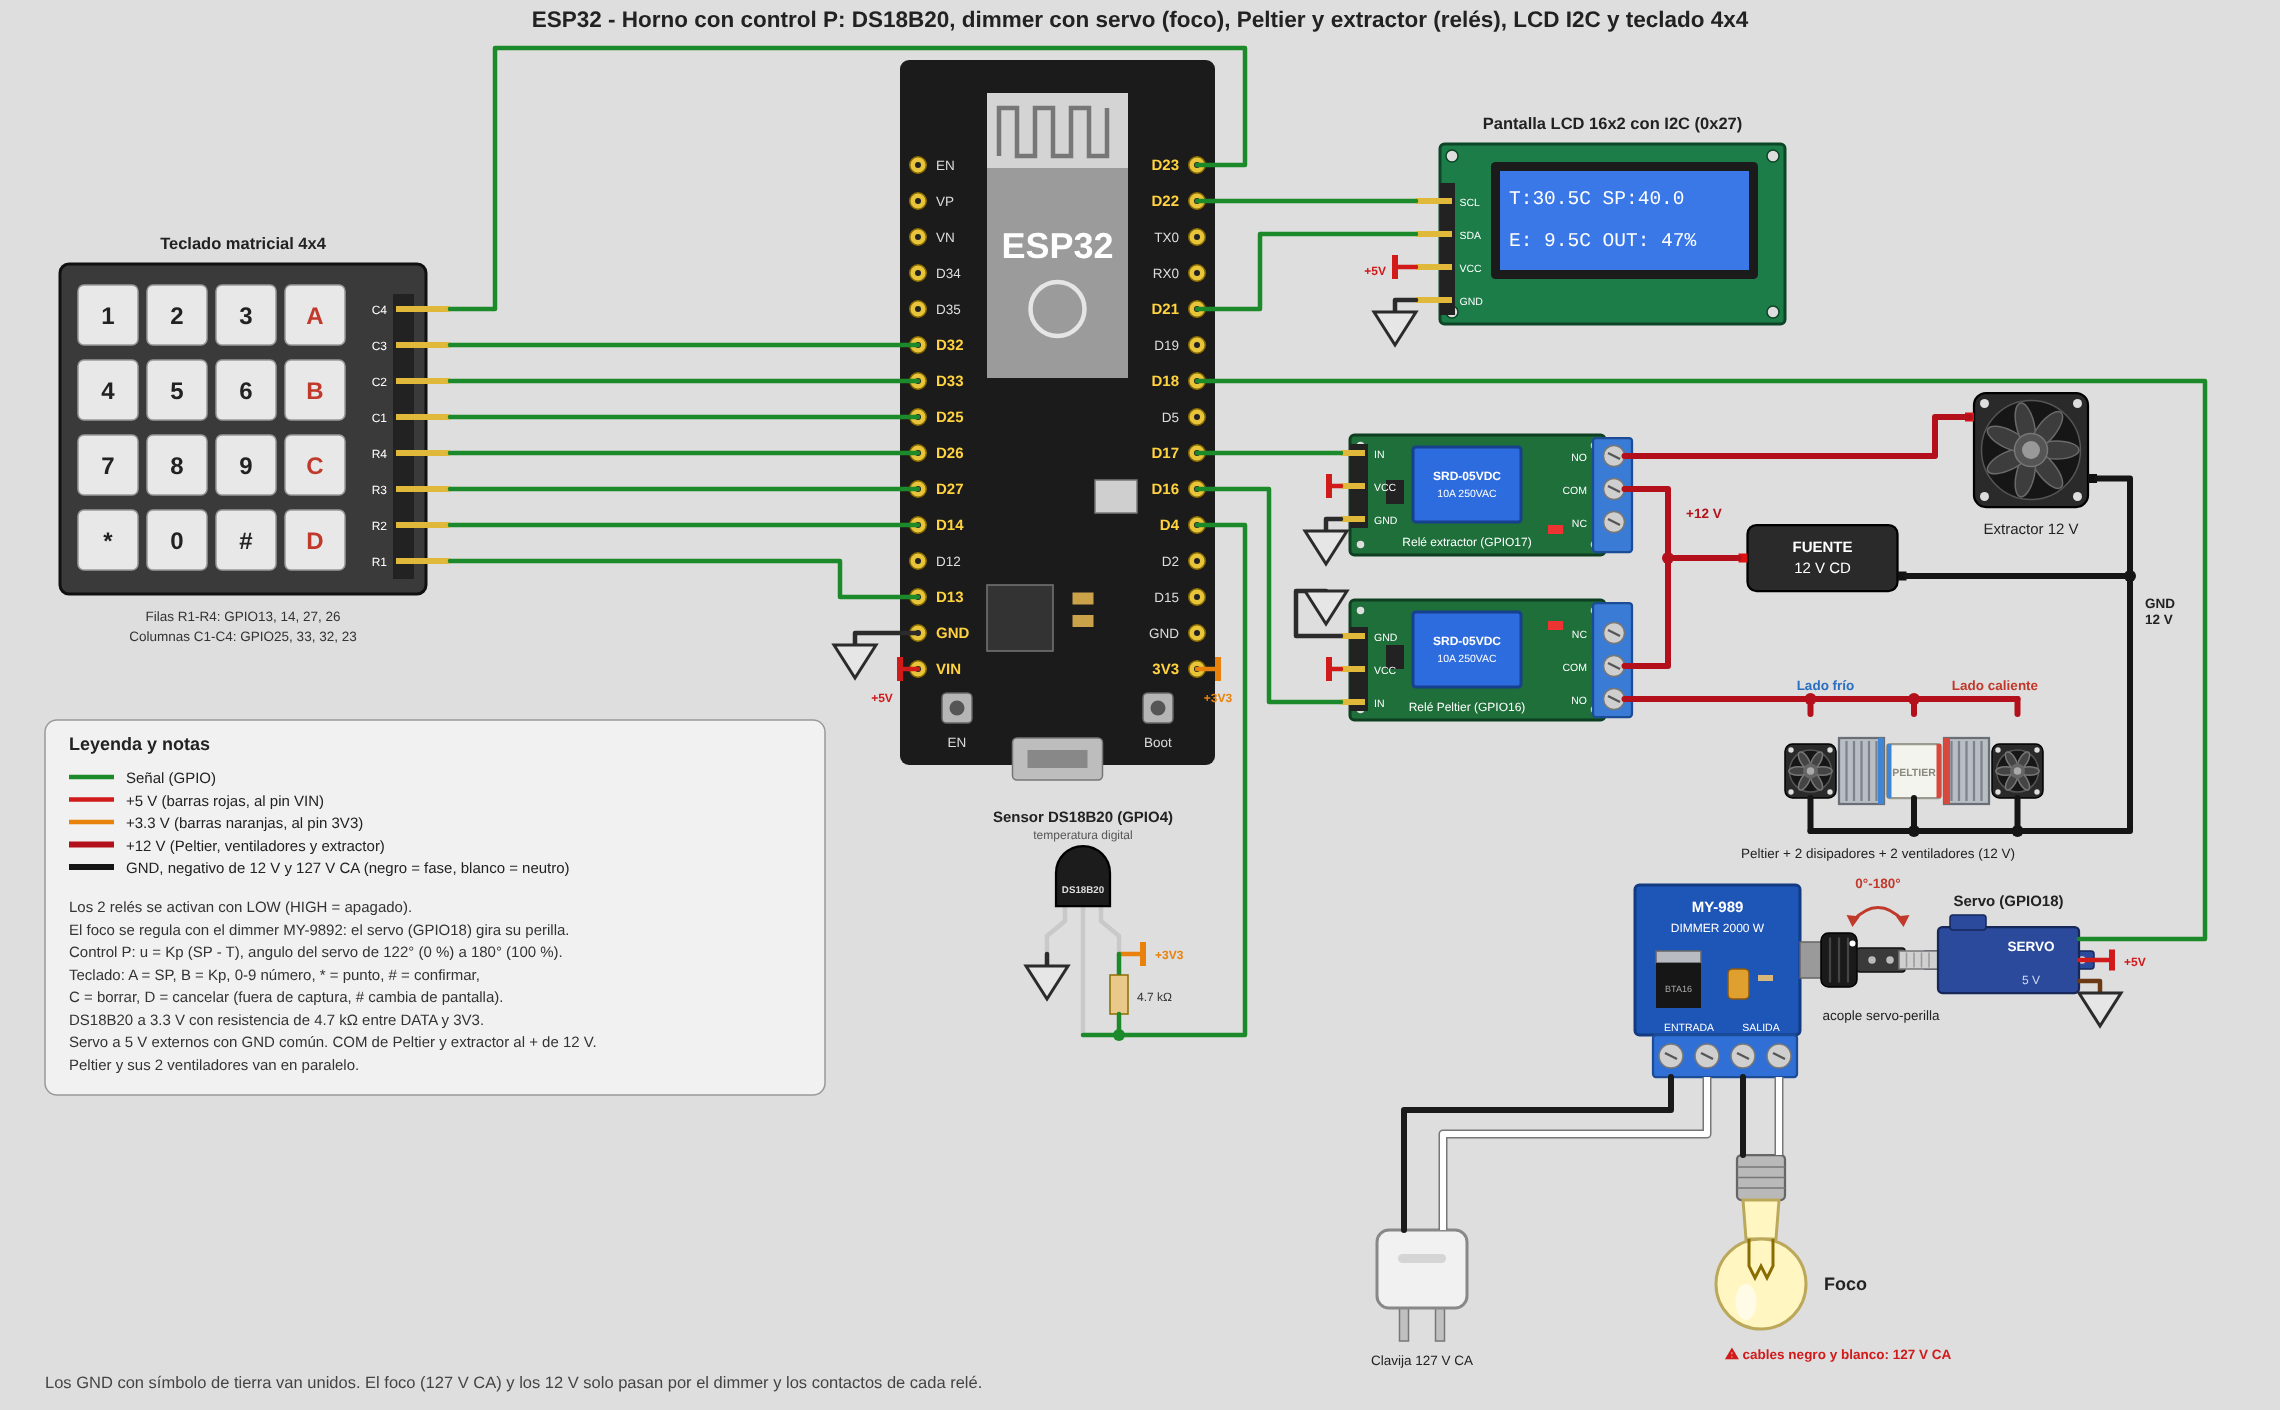 ESP32 - Horno con control P: DS18B20, dimmer con servo (foco), Peltier y extractor (relés), LCD I2C y teclado 4x4
Teclado matricial 4x4
1 2 3 A
4 5 6 B
7 8 9 C
* 0 # D
C4
C3
C2
C1
R4
R3
R2
R1
Filas R1-R4: GPIO13, 14, 27, 26
Columnas C1-C4: GPIO25, 33, 32, 23
ESP32
EN
VP
VN
D34
D35
D32
D33
D25
D26
D27
D14
D12
D13
GND
VIN
+5V
D23
D22
TX0
RX0
D21
D19
D18
D5
D17
D16
D4
D2
D15
GND
3V3
+3V3
EN
Boot
Pantalla LCD 16x2 con I2C (0x27)
SCL
SDA
VCC
GND
+5V
T:30.5C SP:40.0
E: 9.5C OUT: 47%
IN
VCC
GND
SRD-05VDC
10A 250VAC
NO
COM
NC
Relé extractor (GPIO17)
GND
VCC
IN
SRD-05VDC
10A 250VAC
NC
COM
NO
Relé Peltier (GPIO16)
+12 V
FUENTE
12 V CD
Extractor 12 V
GND
12 V
Lado frío
Lado caliente
PELTIER
Peltier + 2 disipadores + 2 ventiladores (12 V)
Leyenda y notas
Señal (GPIO)
+5 V (barras rojas, al pin VIN)
+3.3 V (barras naranjas, al pin 3V3)
+12 V (Peltier, ventiladores y extractor)
GND, negativo de 12 V y 127 V CA (negro = fase, blanco = neutro)
Los 2 relés se activan con LOW (HIGH = apagado).
El foco se regula con el dimmer MY-9892: el servo (GPIO18) gira su perilla.
Control P: u = Kp (SP - T), angulo del servo de 122° (0 %) a 180° (100 %).
Teclado: A = SP, B = Kp, 0-9 número, * = punto, # = confirmar,
C = borrar, D = cancelar (fuera de captura, # cambia de pantalla).
DS18B20 a 3.3 V con resistencia de 4.7 kΩ entre DATA y 3V3.
Servo a 5 V externos con GND común. COM de Peltier y extractor al + de 12 V.
Peltier y sus 2 ventiladores van en paralelo.
Sensor DS18B20 (GPIO4)
temperatura digital
DS18B20
+3V3
4.7 kΩ
MY-989
DIMMER 2000 W
BTA16
ENTRADA
SALIDA
0°-180°
Servo (GPIO18)
SERVO
5 V
+5V
acople servo-perilla
Foco
Clavija 127 V CA
cables negro y blanco: 127 V CA
Los GND con símbolo de tierra van unidos. El foco (127 V CA) y los 12 V solo pasan por el dimmer y los contactos de cada relé.